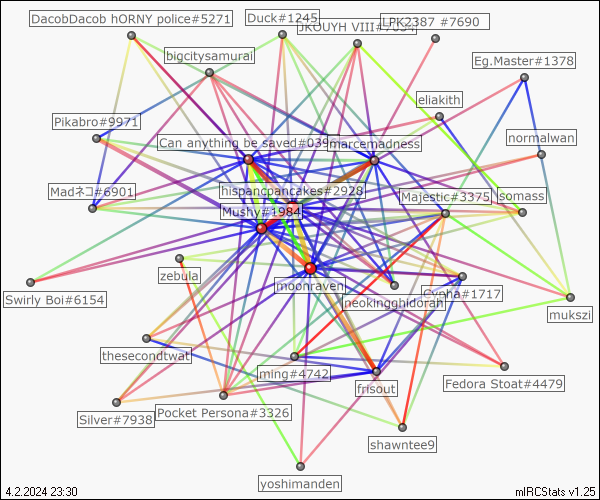 DacobDacob hORNY police#5271
Duck#1245
JKOUYH VIII#7034
LPK2387 #7690
bigcitysamurai
Eg.Master#1378
eliakith
Pikabro#9971
normalwan
Can anything be saved#039
marcemadness
hispancpancakes#2928
Madネコ#6901
Majestic#3375
somass
Mushy#1984
zebula
moonraven
Cypha#1717
neokingghidorah
Swirly Boi#6154
mukszi
thesecondtwat
ming#4742
frisout
Fedora Stoat#4479
Silver#7938
Pocket Persona#3326
shawntee9
yoshimanden
4.2.2024 23:30
mIRCStats v1.25